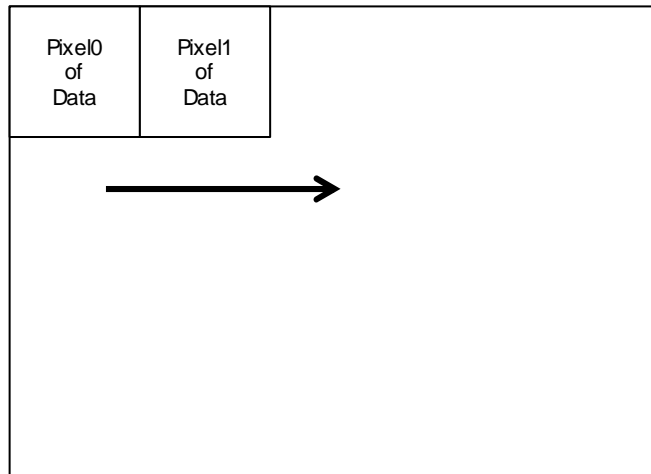 Pixel0
of
Data
Pixel1
of
Data